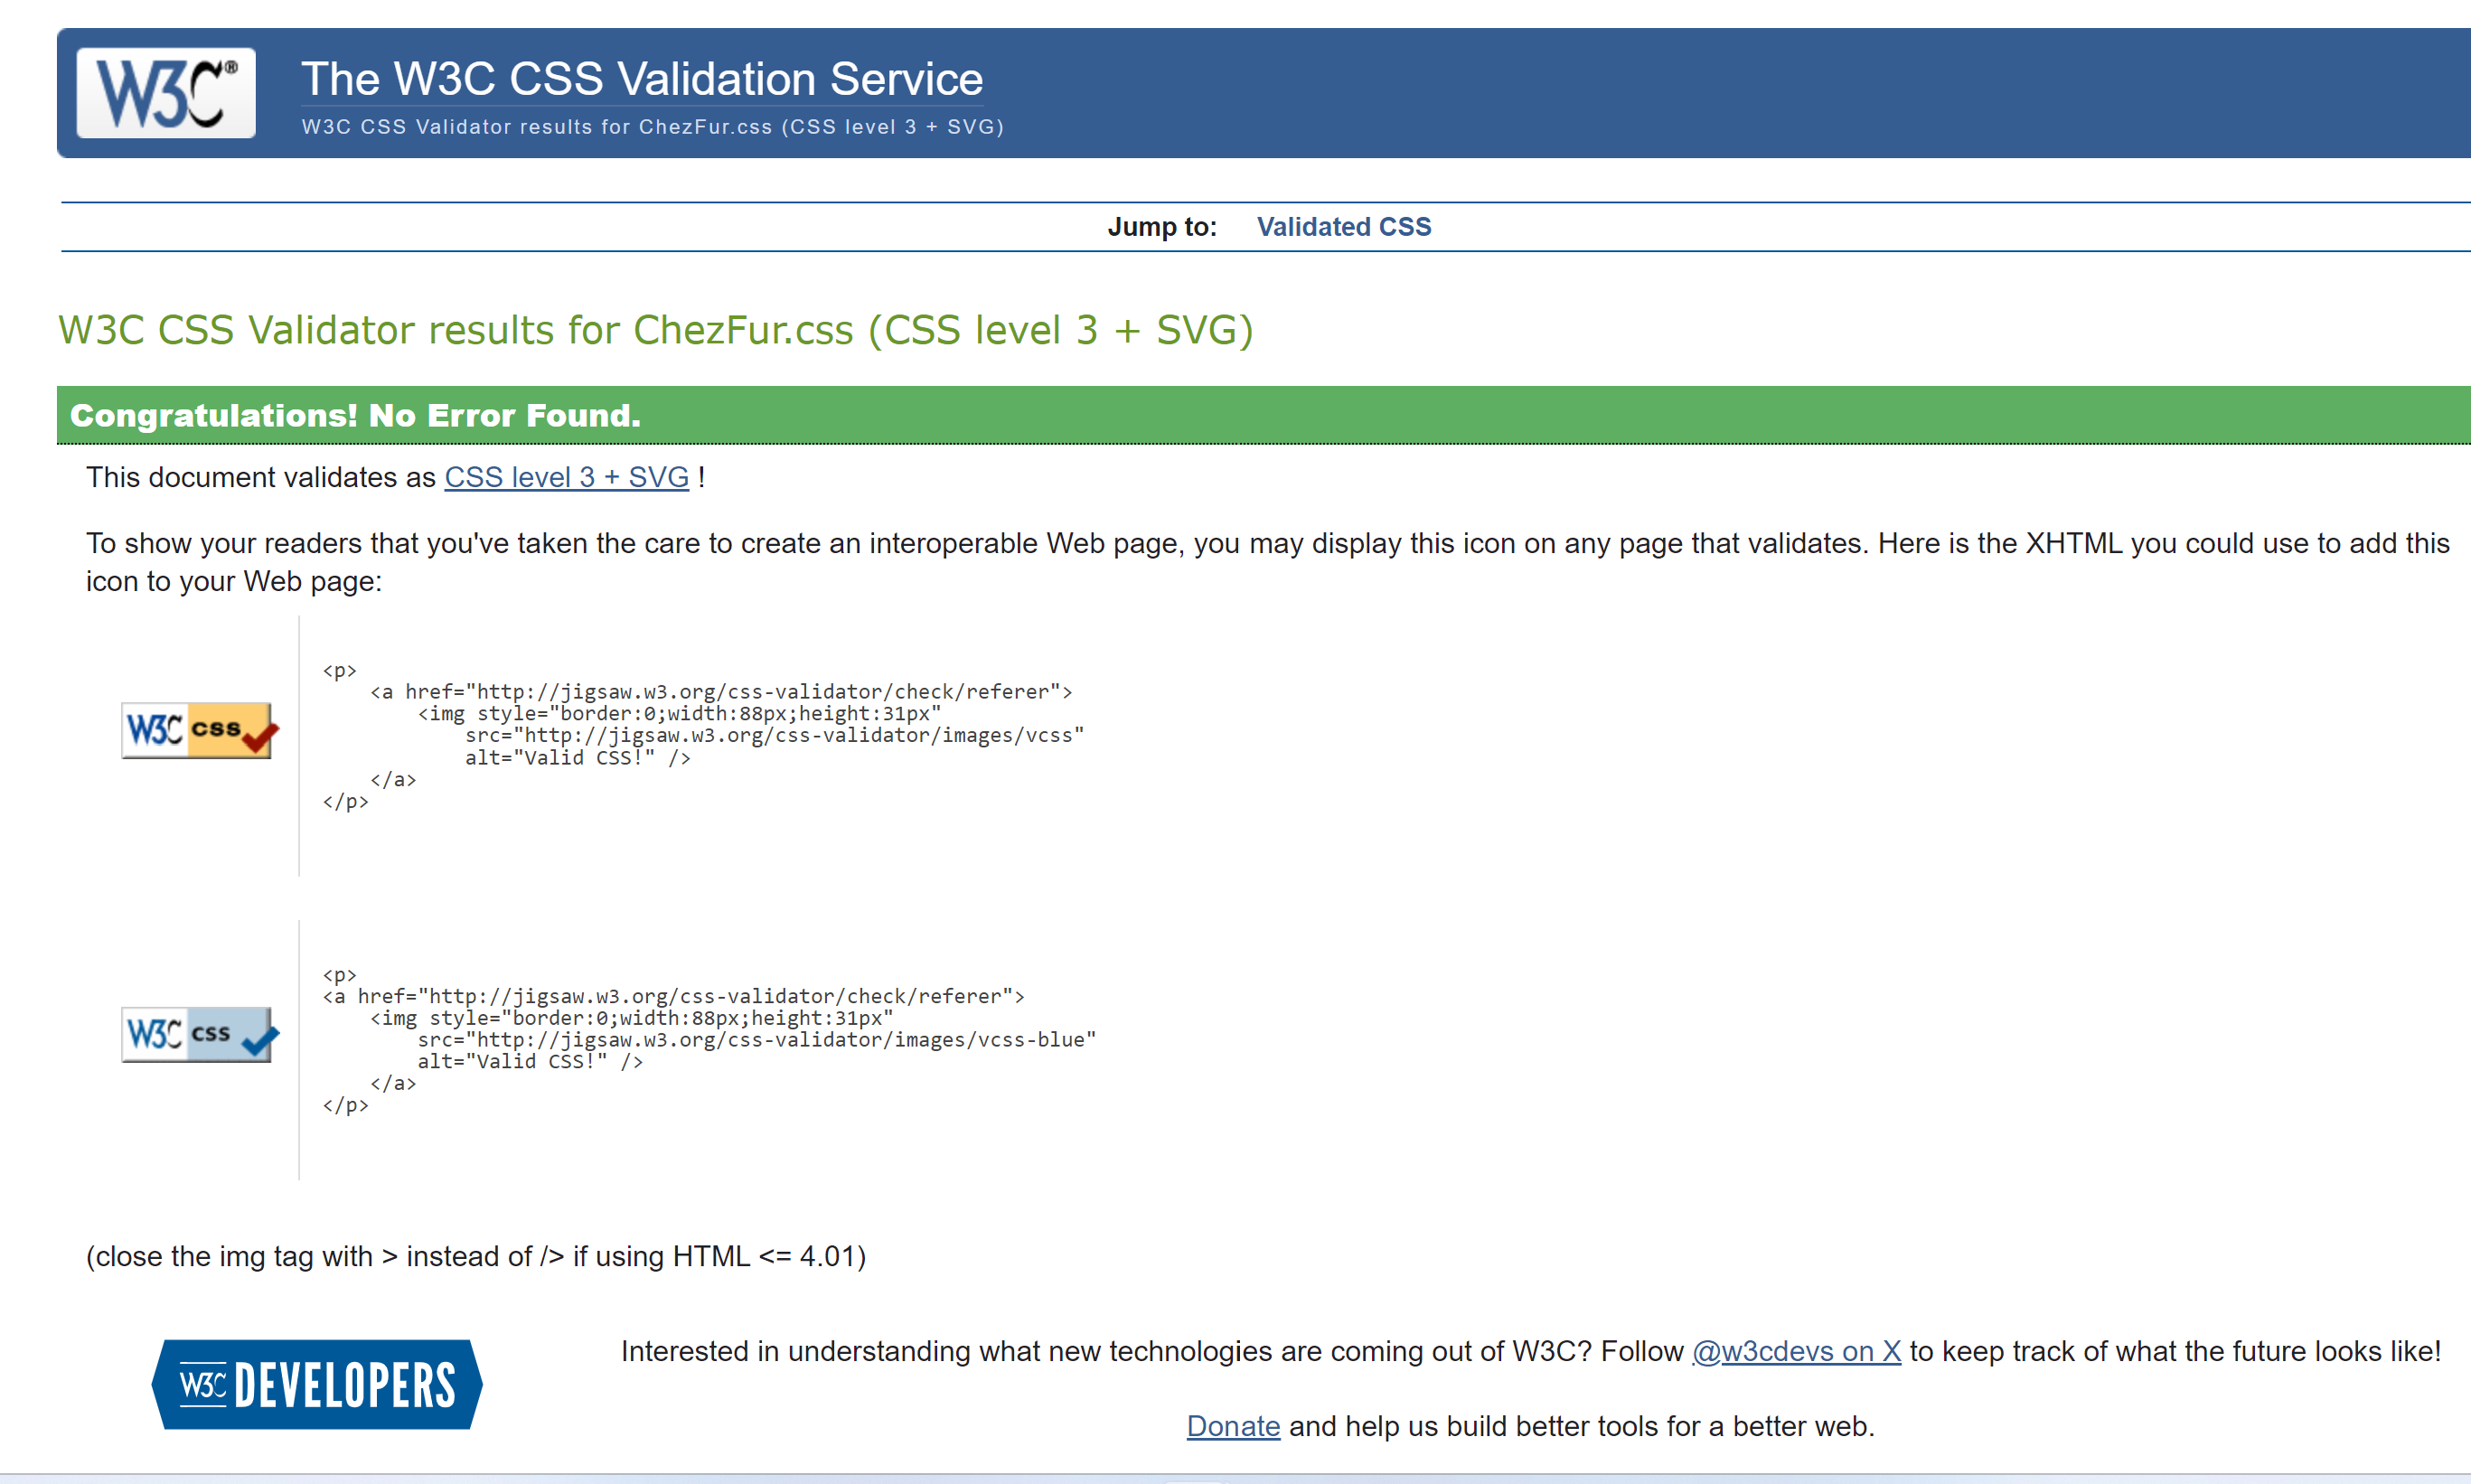 W3C®
The W3C CSS Validation Service
W3C CSS Validator results for ChezFur.css (CSS level 3 + SVG)
Jump to: Validated CSS
W3C CSS Validator results for ChezFur.css (CSS level 3 + SVG)
Congratulations! No Error Found.
This document validates as CSS level 3 + SVG !
To show your readers that you've taken the care to create an interoperable Web page, you may display this icon on any page that validates. Here is the XHTML you could use to add this
icon to your Web page:
W3C css
<p>
    <a href="http://jigsaw.w3.org/css-validator/check/referer">
        <img style="border:0;width:88px;height:31px"
            src="http://jigsaw.w3.org/css-validator/images/vcss"
            alt="Valid CSS!" />
    </a>
</p>
W3C css
<p>
<a href="http://jigsaw.w3.org/css-validator/check/referer">
    <img style="border:0;width:88px;height:31px"
        src="http://jigsaw.w3.org/css-validator/images/vcss-blue"
        alt="Valid CSS!" />
    </a>
</p>
(close the img tag with > instead of /> if using HTML <= 4.01)
W3C DEVELOPERS
Interested in understanding what new technologies are coming out of W3C? Follow @w3cdevs on X to keep track of what the future looks like!
Donate and help us build better tools for a better web.